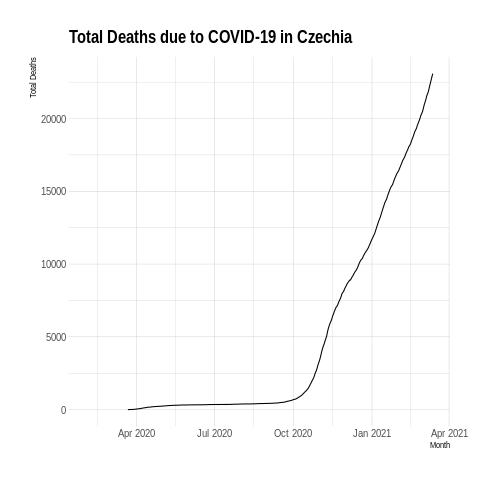 Total Deaths due to COVID-19 in Czechia
Total Deaths
20000
15000
10000
5000
0
Apr 2020 Jul 2020 Oct 2020 Jan 2021 Apr 2021
Month